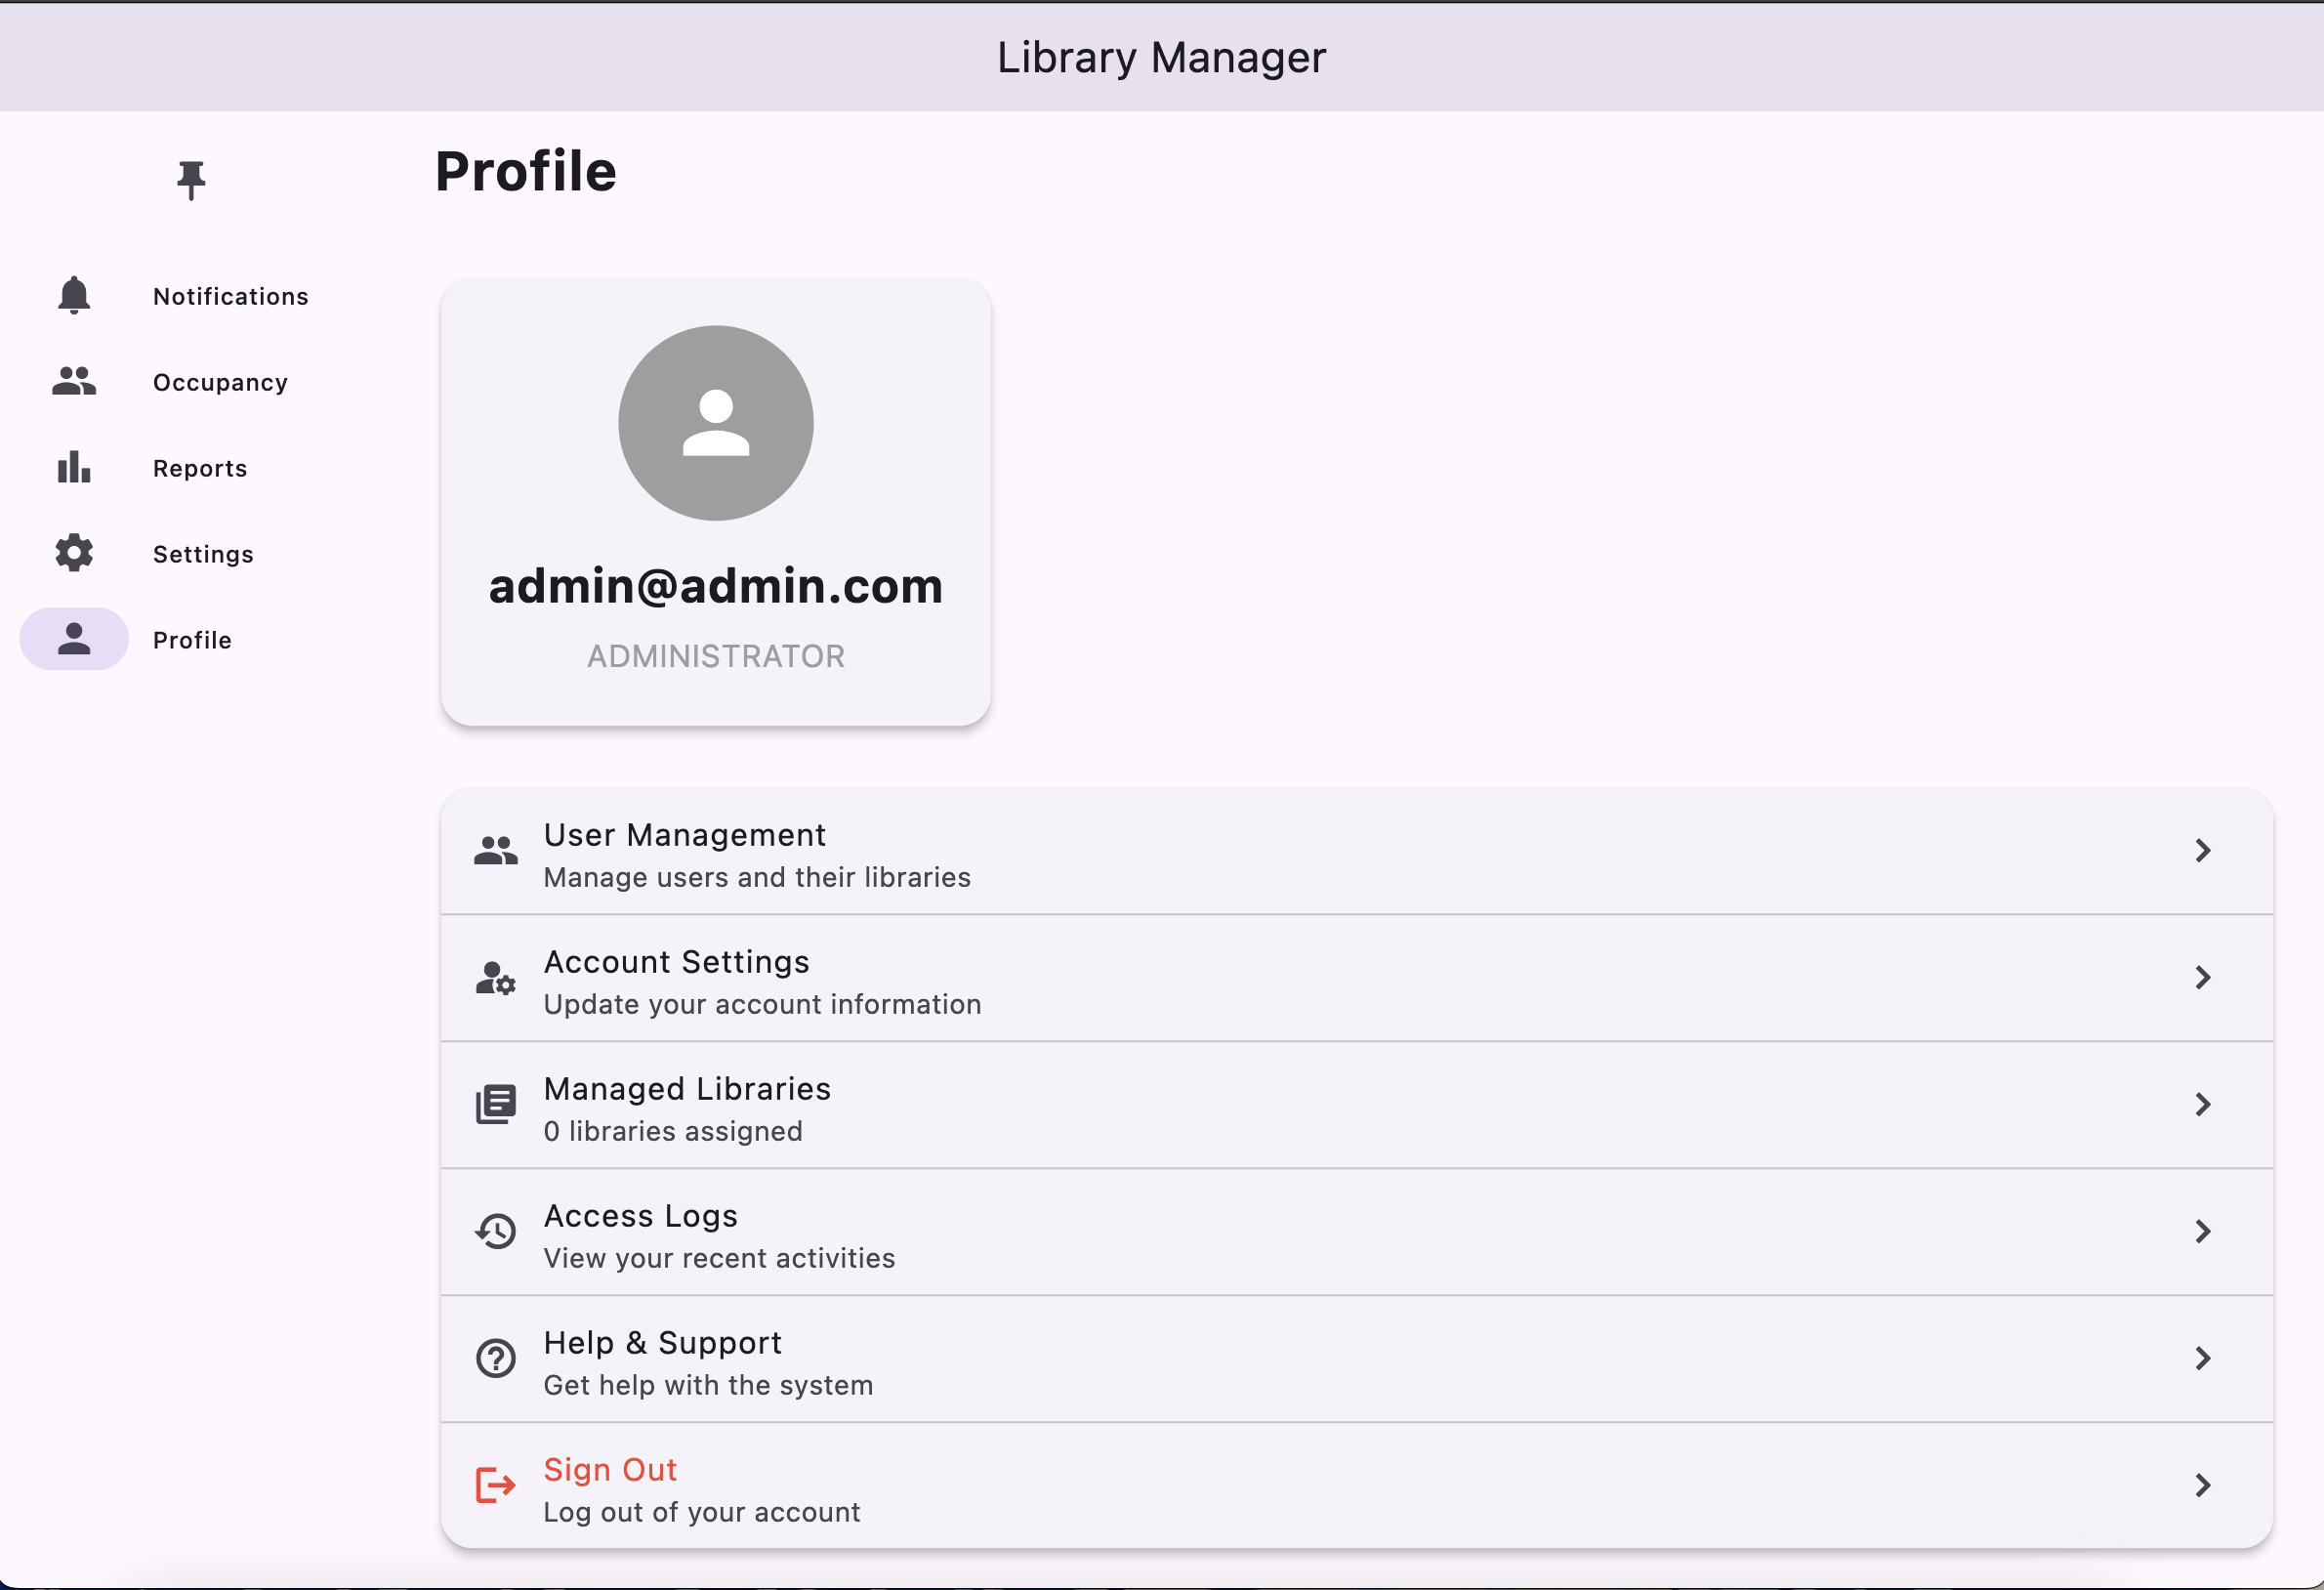 Library Manager
Profile
Notifications
Occupancy
Reports
Settings
Profile
admin@admin.com
ADMINISTRATOR
User Management
Manage users and their libraries
Account Settings
Update your account information
Managed Libraries
0 libraries assigned
Access Logs
View your recent activities
Help & Support
Get help with the system
Sign Out
Log out of your account